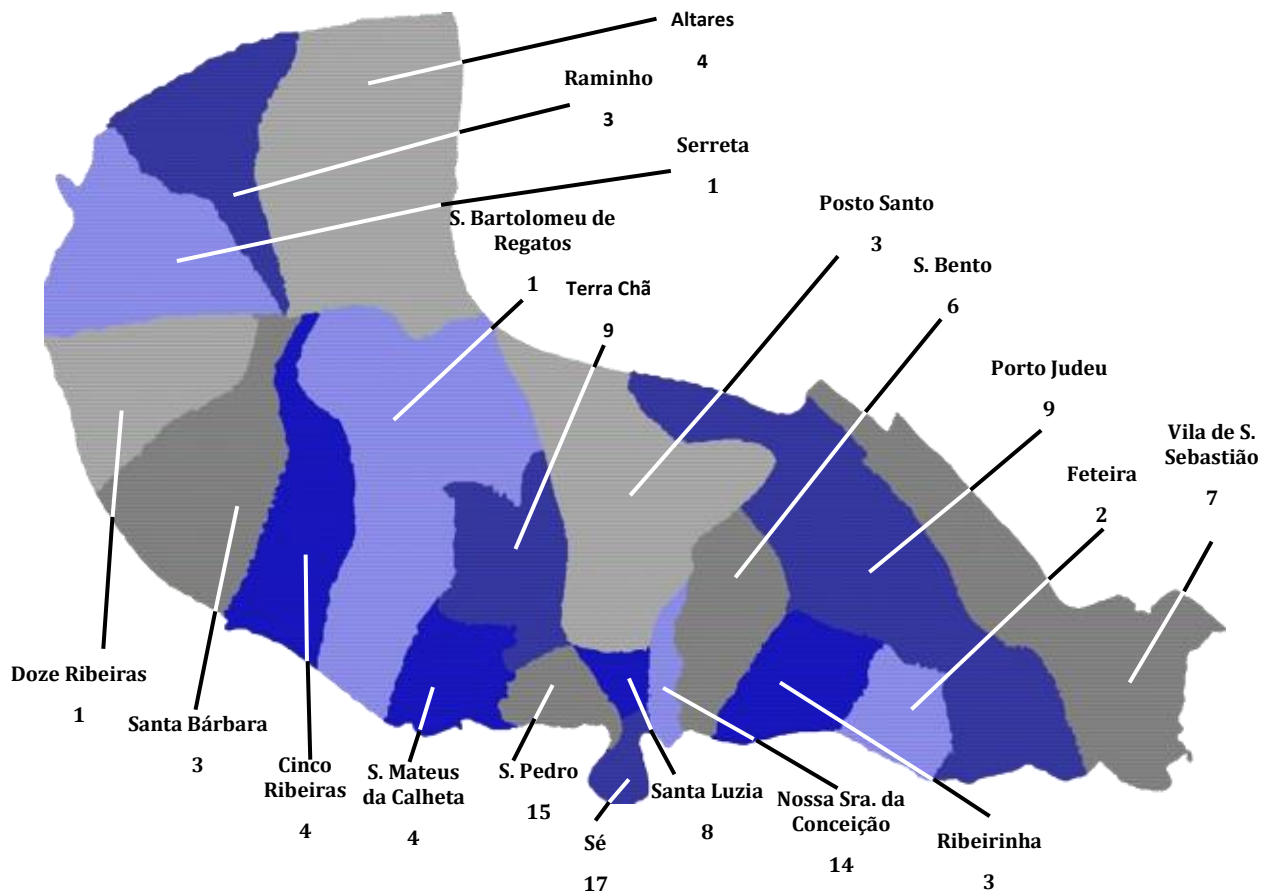 Altares
4
Raminho
3
Serreta
1
S. Bartolomeu de
Regatos
1
Terra Chã
9
Posto Santo
3
S. Bento
6
Porto Judeu
9
Feteira
2
Vila de S.
Sebastião
7
Doze Ribeiras
1
Santa Bárbara
3
Cinco
Ribeiras
4
S. Mateus
da Calheta
4
S. Pedro
15
Sé
17
Santa Luzia
8
Nossa Sra. da
Conceição
14
Ribeirinha
3